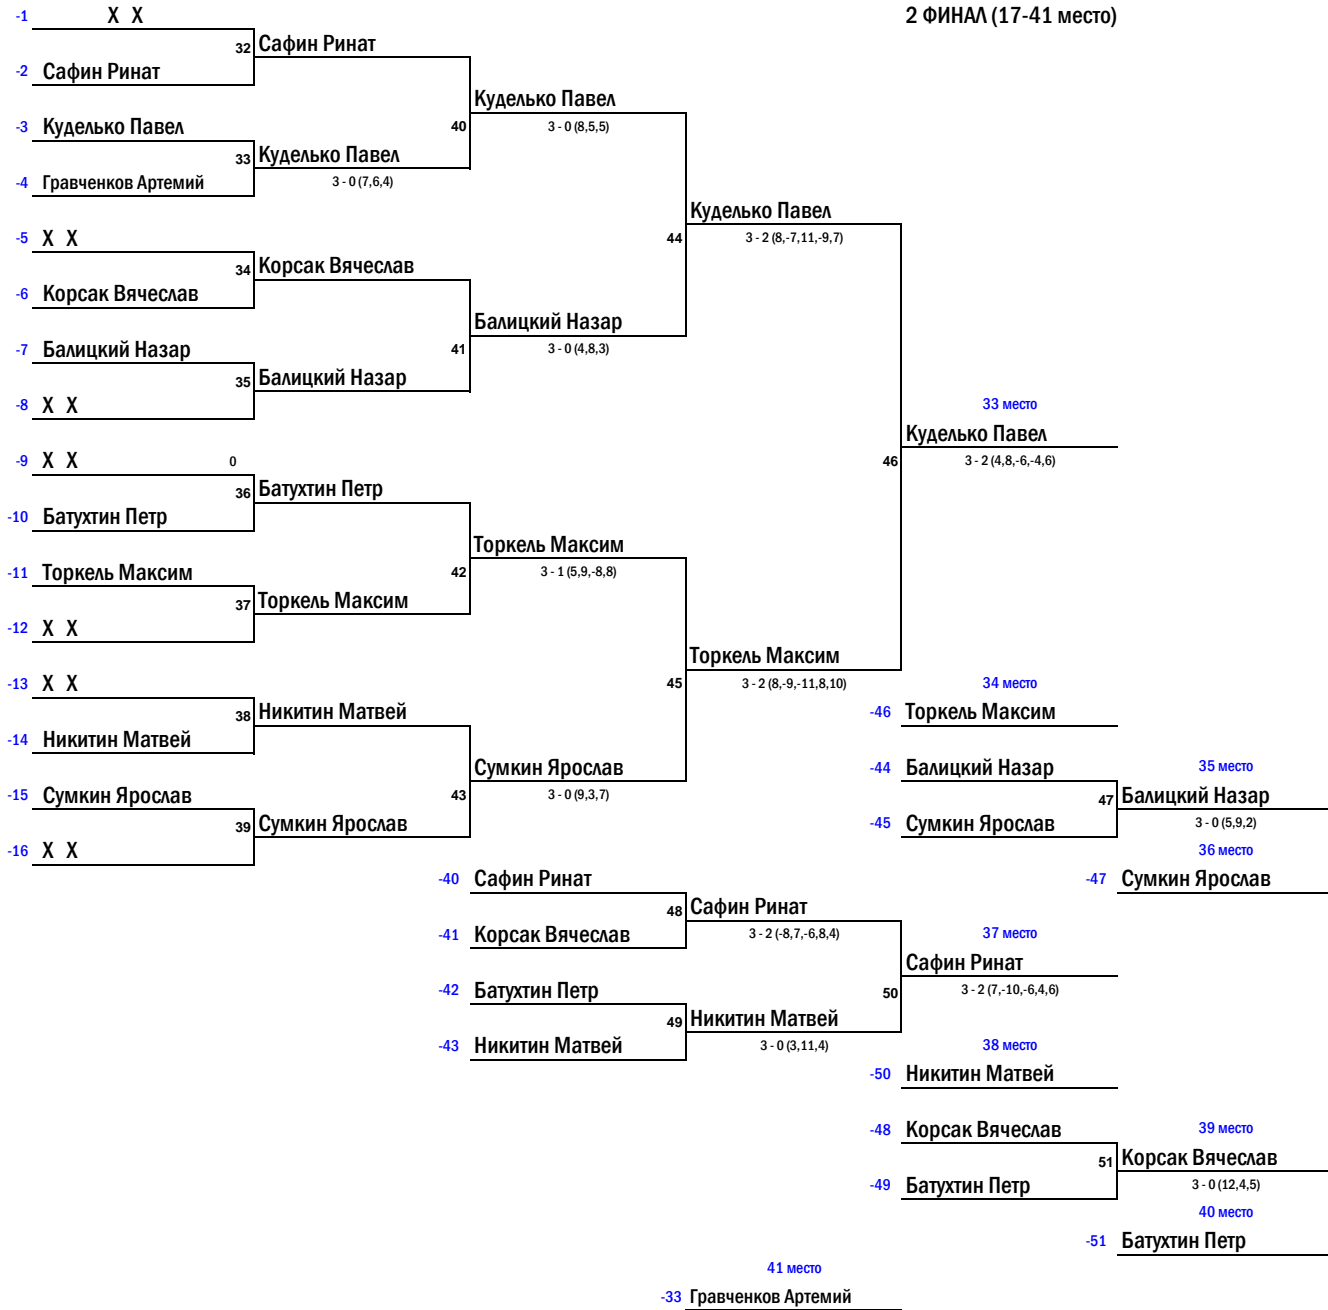 -1 X X 2 ФИНАЛ (17-41 место)
32 Сафин Ринат
-2 Сафин Ринат
Куделько Павел
-3 Куделько Павел 40 3 - 0 (8,5,5)
33 Куделько Павел
-4 Гравченков Артемий 3 - 0 (7,6,4)
Куделько Павел
-5 X X 44 3 - 2 (8,-7,11,-9,7)
34 Корсак Вячеслав
-6 Корсак Вячеслав
Балицкий Назар
-7 Балицкий Назар 41 3 - 0 (4,8,3)
35 Балицкий Назар
-8 X X 33 место
Куделько Павел
-9 X X 0 46 3 - 2 (4,8,-6,-4,6)
36 Батухтин Петр
-10 Батухтин Петр
Торкель Максим
-11 Торкель Максим 42 3 - 1 (5,9,-8,8)
37 Торкель Максим
-12 X X
Торкель Максим
-13 X X 45 3 - 2 (8,-9,-11,8,10) 34 место
38 Никитин Матвей -46 Торкель Максим
-14 Никитин Матвей
Сумкин Ярослав -44 Балицкий Назар 35 место
-15 Сумкин Ярослав 43 3 - 0 (9,3,7) 47 Балицкий Назар
39 Сумкин Ярослав -45 Сумкин Ярослав 3 - 0 (5,9,2)
-16 X X 36 место
-40 Сафин Ринат -47 Сумкин Ярослав
48 Сафин Ринат
-41 Корсак Вячеслав 3 - 2 (-8,7,-6,8,4) 37 место
Сафин Ринат
-42 Батухтин Петр 50 3 - 2 (7,-10,-6,4,6)
49 Никитин Матвей
-43 Никитин Матвей 3 - 0 (3,11,4) 38 место
-50 Никитин Матвей
-48 Корсак Вячеслав 39 место
51 Корсак Вячеслав
-49 Батухтин Петр 3 - 0 (12,4,5)
40 место
-51 Батухтин Петр
41 место
-33 Гравченков Артемий